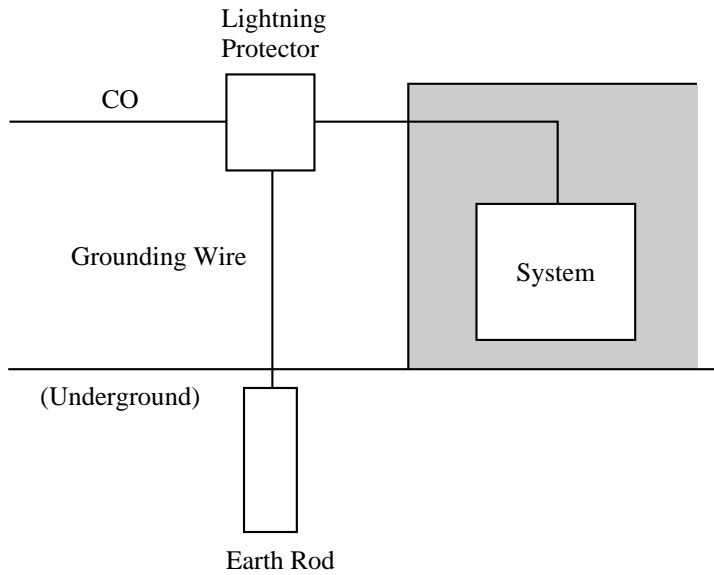 Lightning
Protector
CO
Grounding Wire
System
(Underground)
Earth Rod